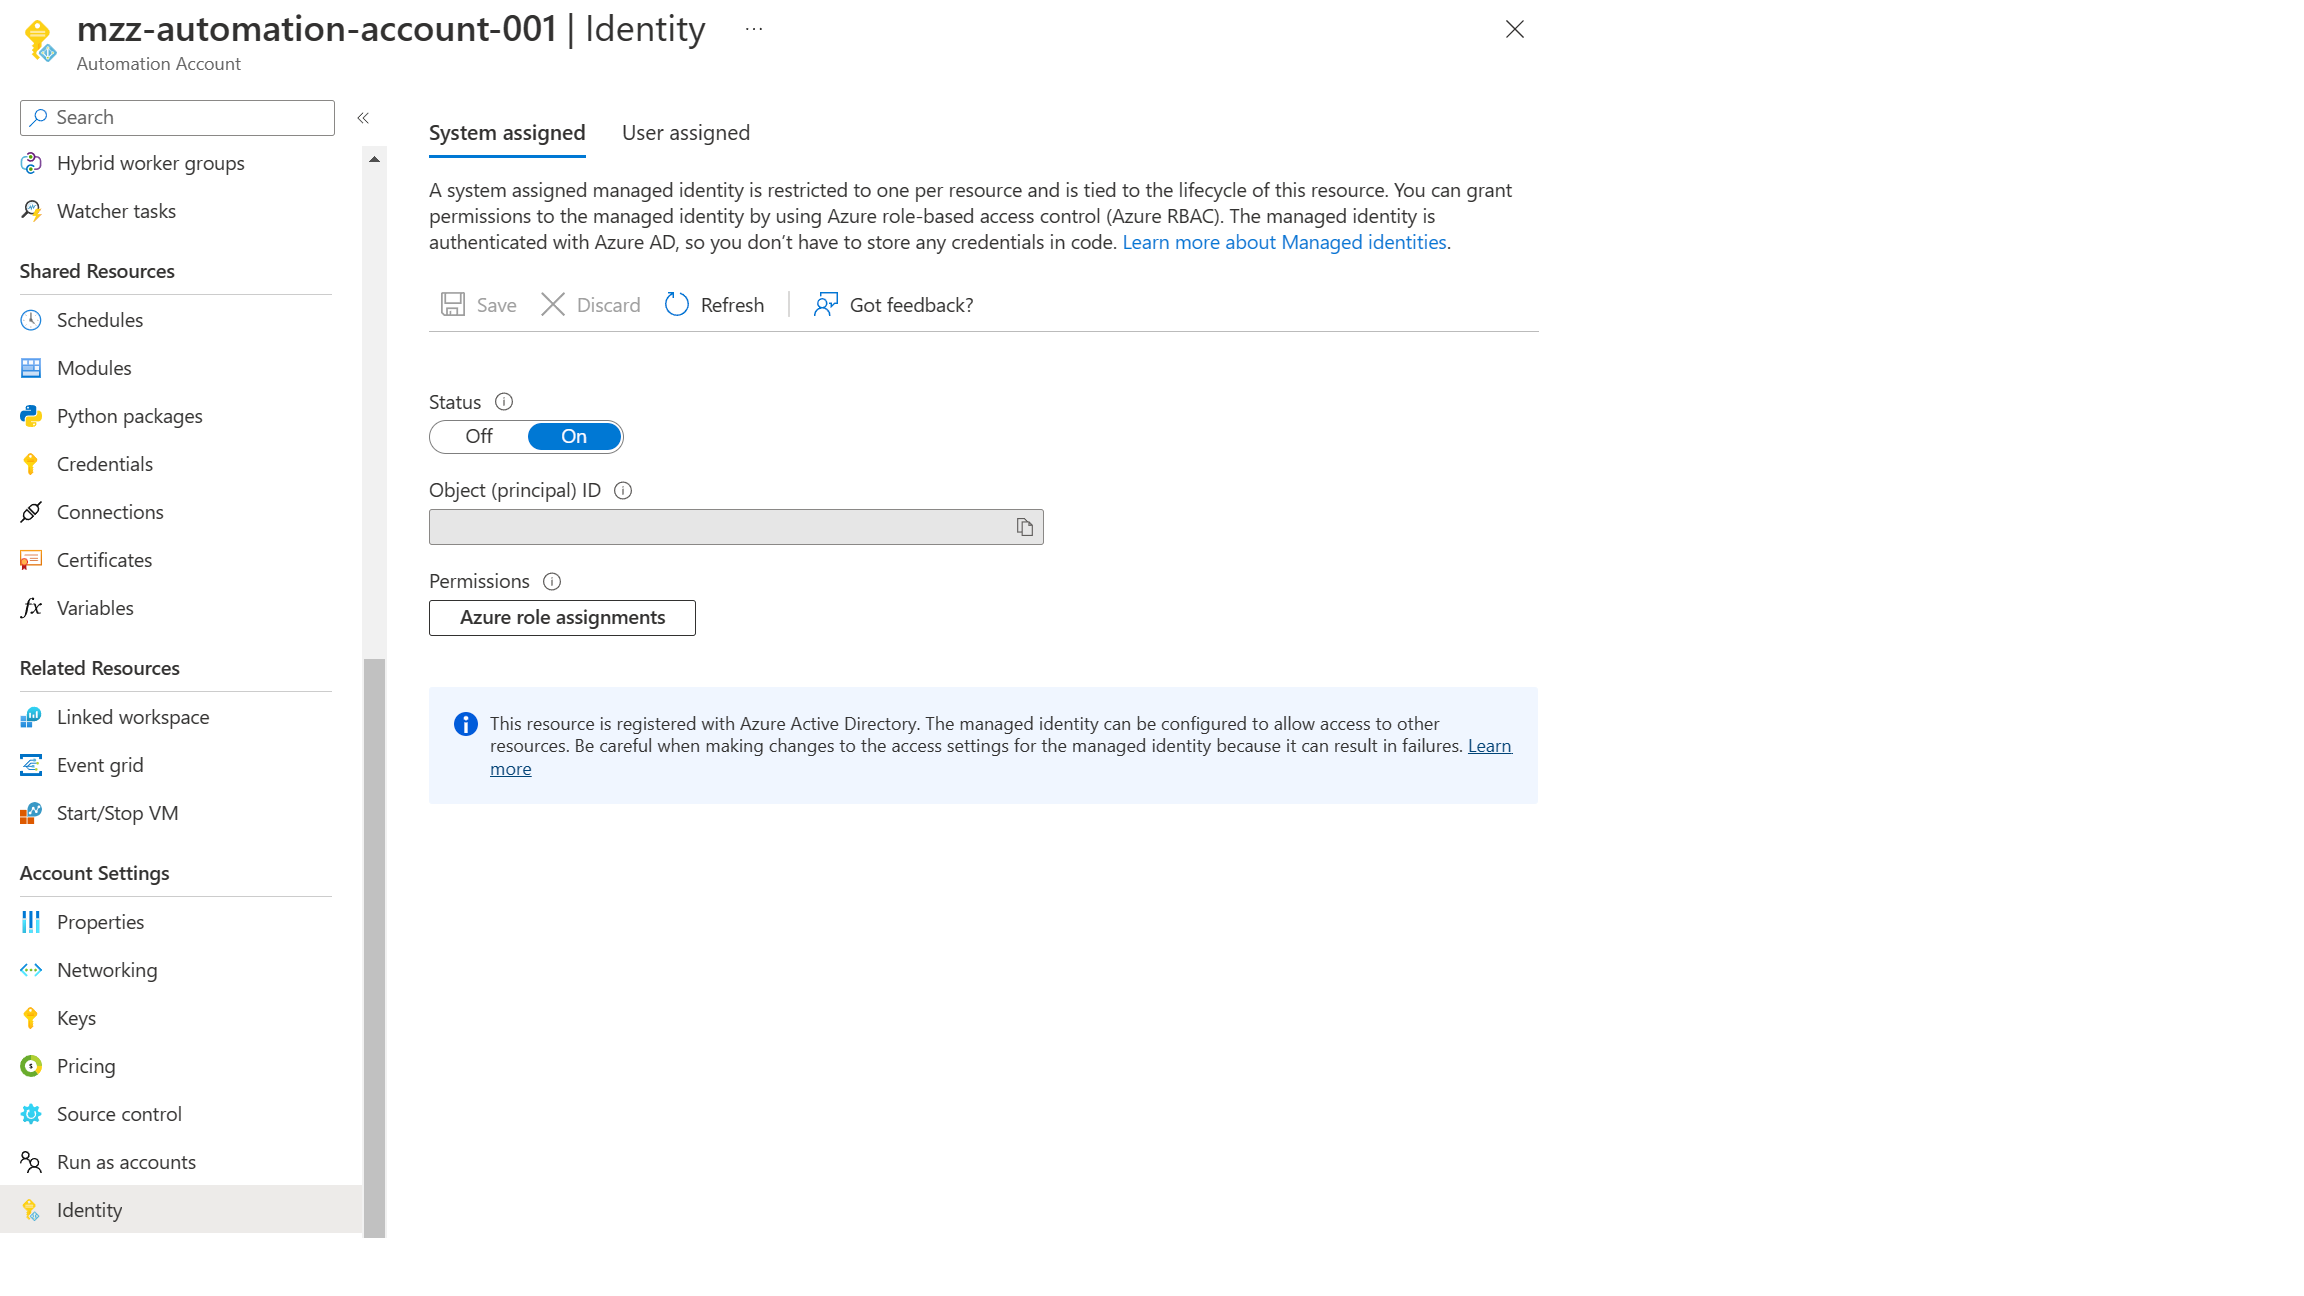 mzz-automation-account-001 | Identity ...
Automation Account
Search
«
Hybrid worker groups
Watcher tasks
Shared Resources
Schedules
Modules
Python packages
Credentials
Connections
Certificates
Variables
Related Resources
Linked workspace
Event grid
Start/Stop VM
Account Settings
Properties
Networking
Keys
Pricing
Source control
Run as accounts
Identity
System assigned User assigned
A system assigned managed identity is restricted to one per resource and is tied to the lifecycle of this resource. You can grant
permissions to the managed identity by using Azure role-based access control (Azure RBAC). The managed identity is
authenticated with Azure AD, so you don’t have to store any credentials in code. Learn more about Managed identities.
Save Discard Refresh Got feedback?
Status
Off On
Object (principal) ID
Permissions
Azure role assignments
This resource is registered with Azure Active Directory. The managed identity can be configured to allow access to other
resources. Be careful when making changes to the access settings for the managed identity because it can result in failures. Learn
more